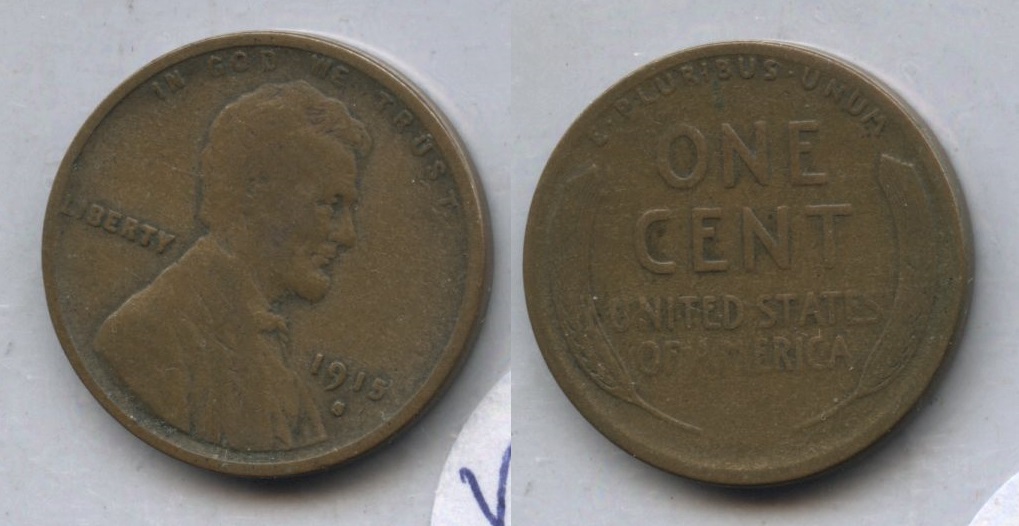 IN GOD WE TRUST
LIBERTY
1915
E·PLURIBUS·UNUM
ONE
CENT
UNITED STATES
OF AMERICA